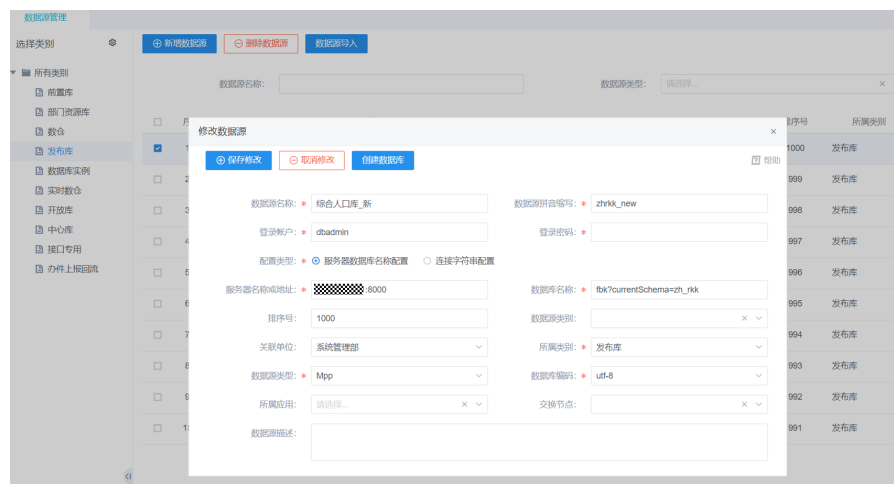 数据源管理
选择类别
新增数据源 删除数据源 数据源导入
所有类别
前置库
部门资源库
数仓
发布库
数据库实例
实时数仓
开放库
中心库
接口专用
办件上报回流
数据源名称: 数据源类型: 请选择...
所属类别
1000 发布库
999 发布库
998 发布库
997 发布库
996 发布库
995 发布库
994 发布库
993 发布库
992 发布库
991 发布库
修改数据源
保存修改 取消修改 创建数据库 帮助
数据源名称: * 综合人口库_新 数据源拼音缩写: * zhrkk_new
登录帐户: * dbadmin 登录密码: *
配置类型: * 服务器数据库名称配置 连接字符串配置
服务器名称或地址: * :8000 数据库名称: * fbk?currentSchema=zh_rkk
排序号: 1000 数据源类别:
关联单位: 系统管理部 所属类别: * 发布库
数据源类型: * Mpp 数据库编码: * utf-8
所属应用: 请选择... 交换节点:
数据源描述: